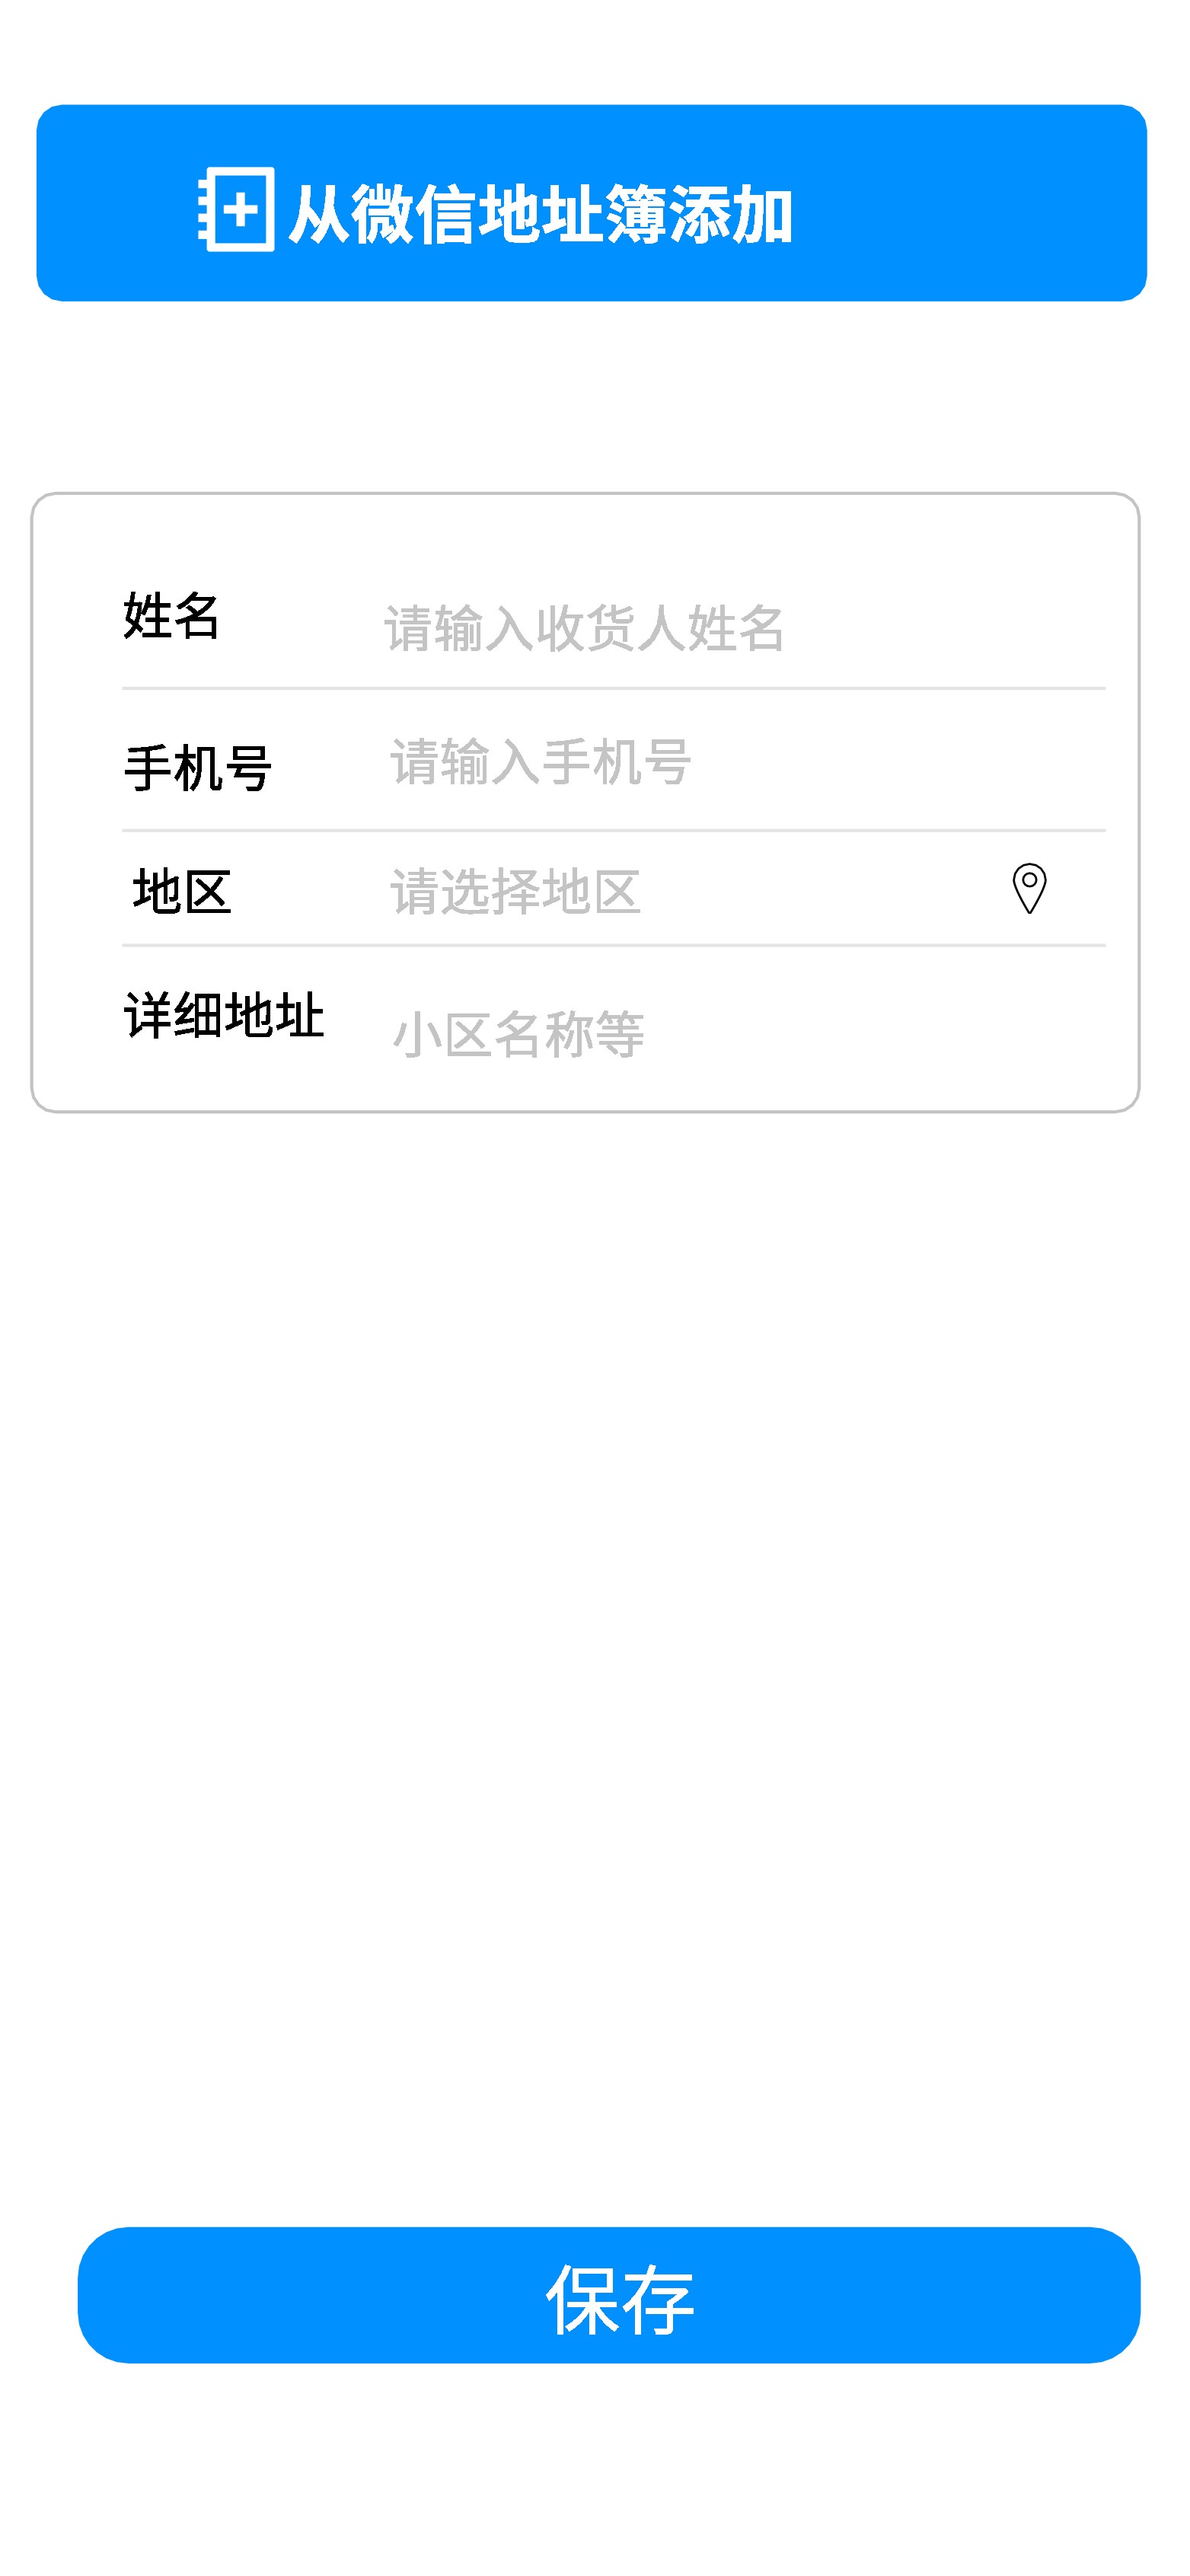 从微信地址簿添加
姓名 请输入收货人姓名
手机号 请输入手机号
地区 请选择地区
详细地址 小区名称等
保存